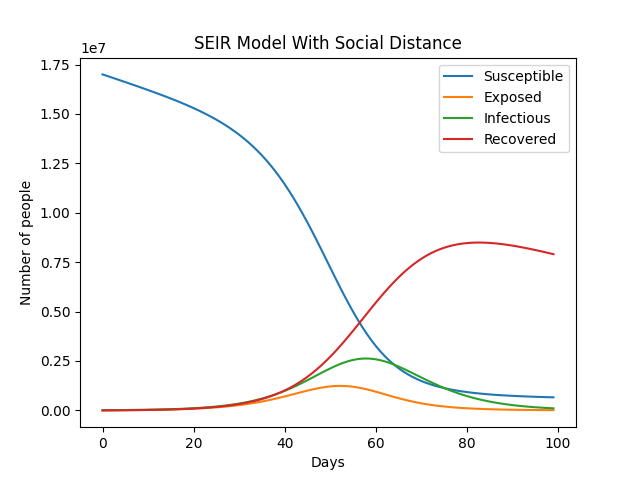 SEIR Model With Social Distance
1e7
1.75
1.50
1.25
1.00
0.75
0.50
0.25
0.00
Number of people
Susceptible
Exposed
Infectious
Recovered
0 20 40 60 80 100
Days